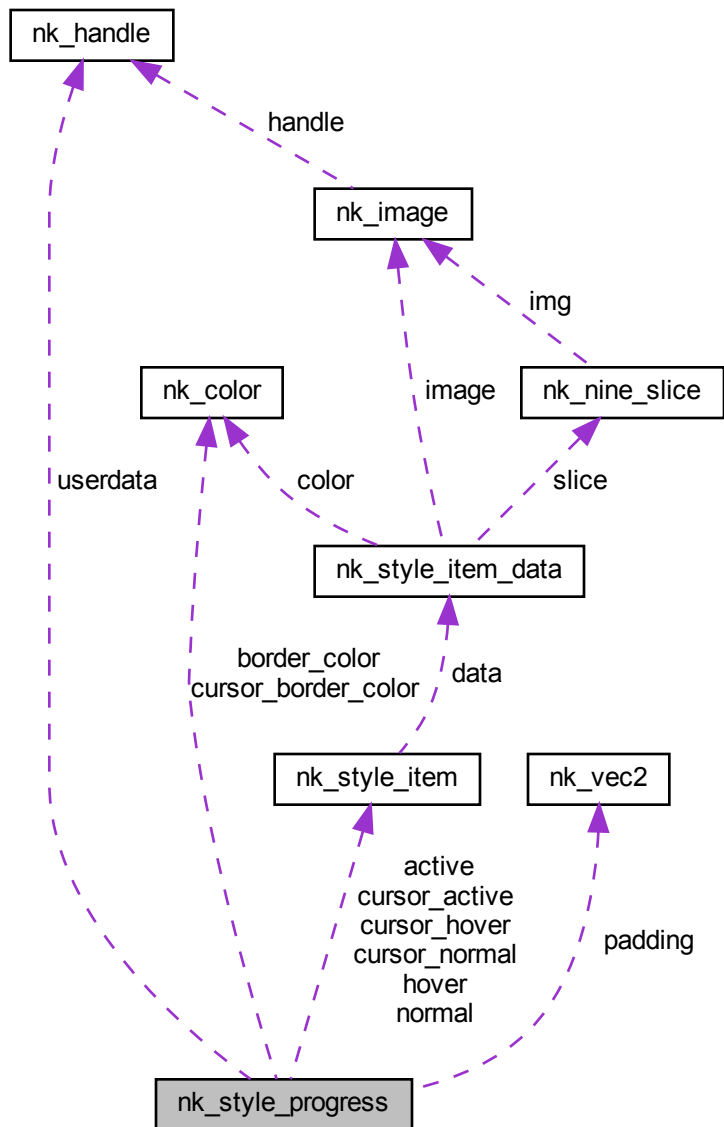 nk_handle
handle
nk_image
img
nk_color
image
nk_nine_slice
userdata
color
slice
nk_style_item_data
border_color
cursor_border_color
data
nk_style_item
nk_vec2
active
cursor_active
cursor_hover
cursor_normal
hover
normal
padding
nk_style_progress